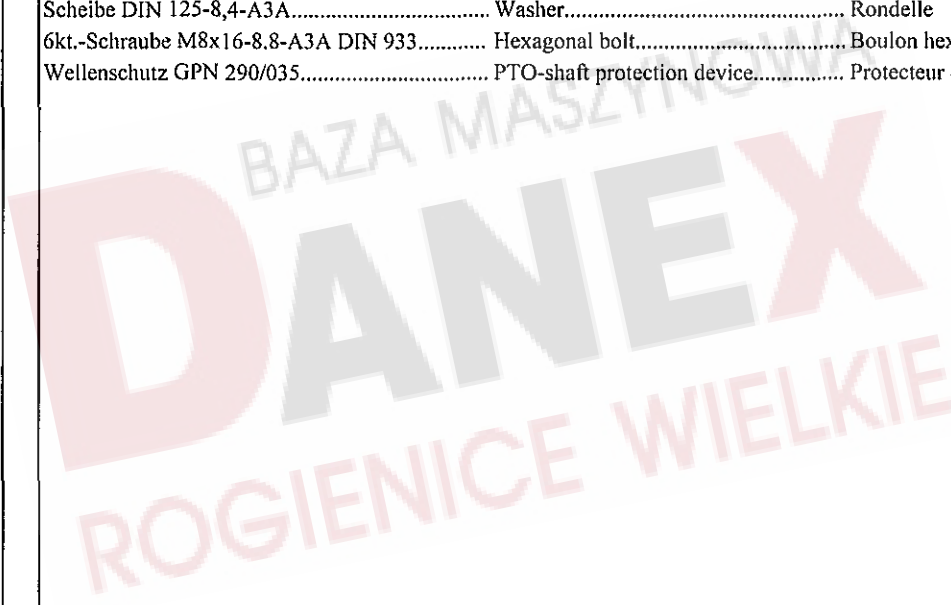 Scheibe DIN 125-8,4-A3A................................ Washer............................................. Rondelle
6kt.-Schraube M8x16-8.8-A3A DIN 933........... Hexagonal bolt.................................. Boulon hex
Wellenschutz GPN 290/035.............................. PTO-shaft protection device............... Protecteur
BAZA MASZYNOWA
DANEX
ROGIENICE WIELKIE